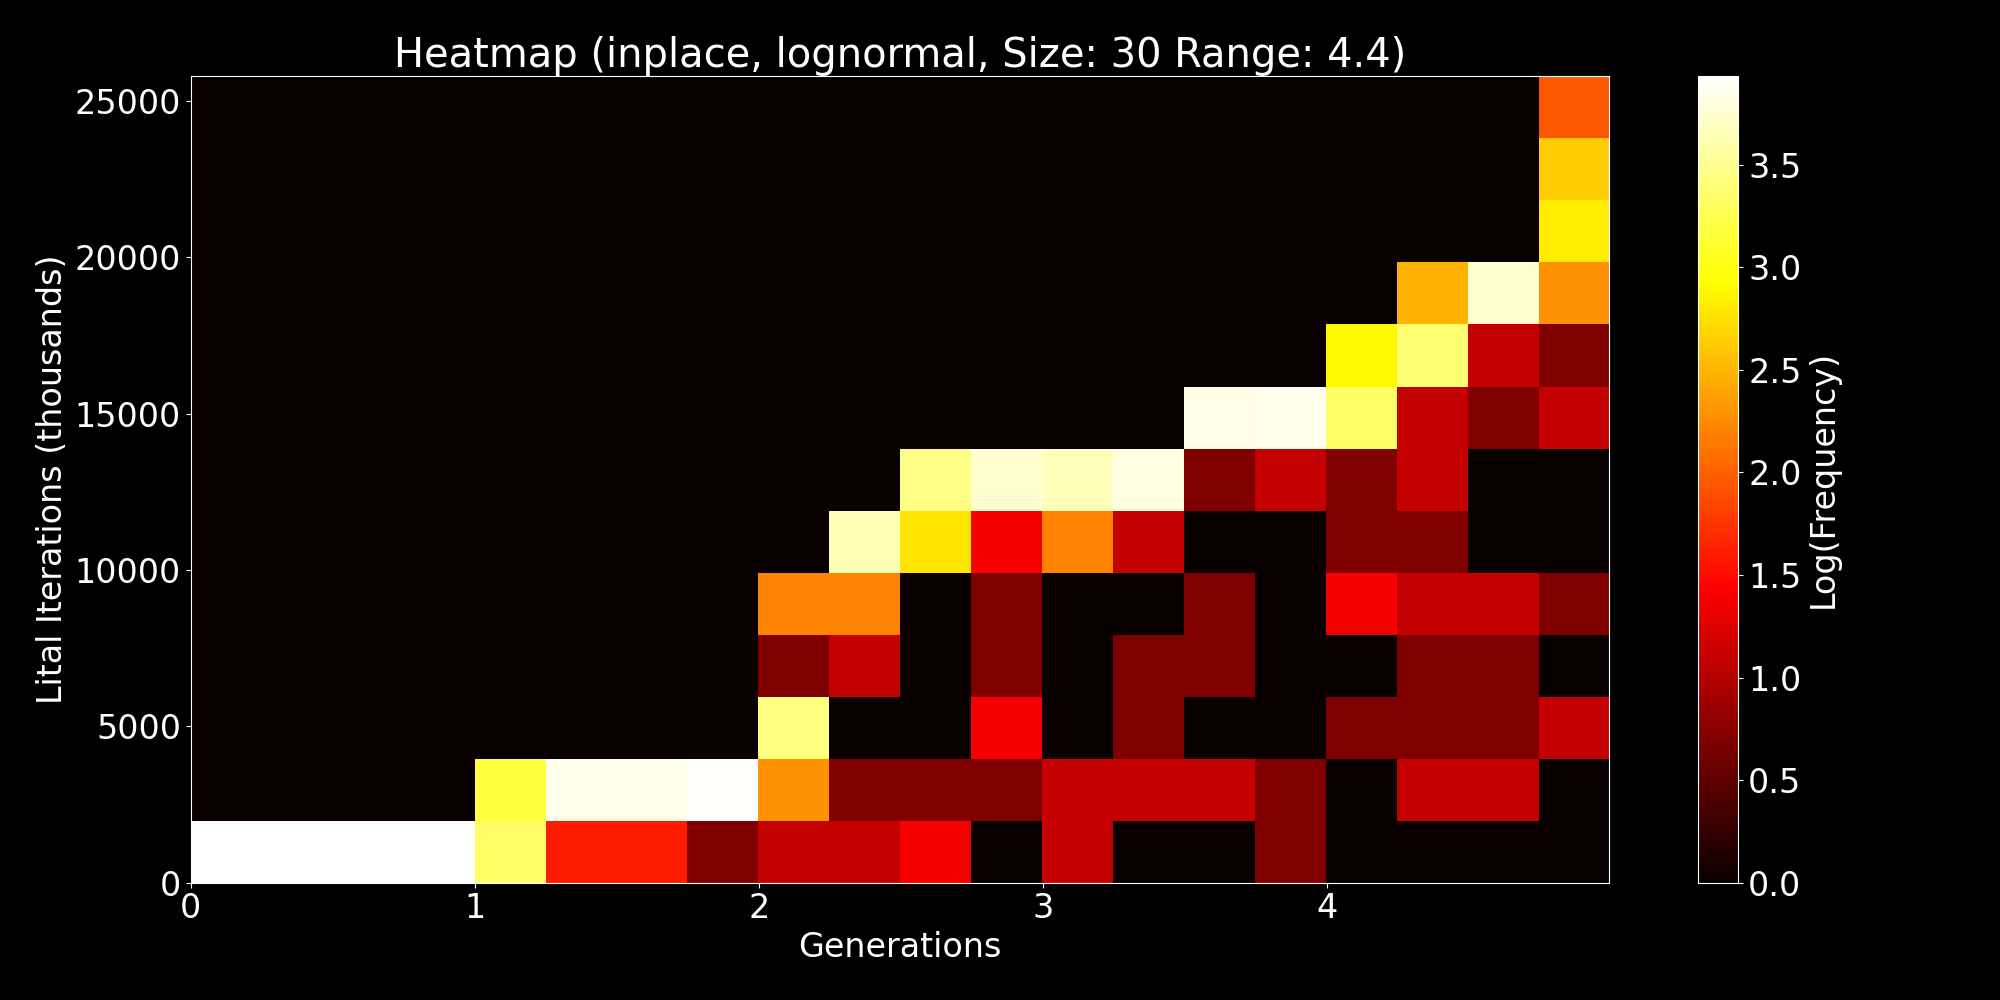 Heatmap (inplace, lognormal, Size: 30 Range: 4.4)
25000
20000
15000
10000
5000
0
Lital Iterations (thousands)
0 1 2 3 4
Generations
3.5
3.0
2.5
2.0
1.5
1.0
0.5
0.0
Log(Frequency)